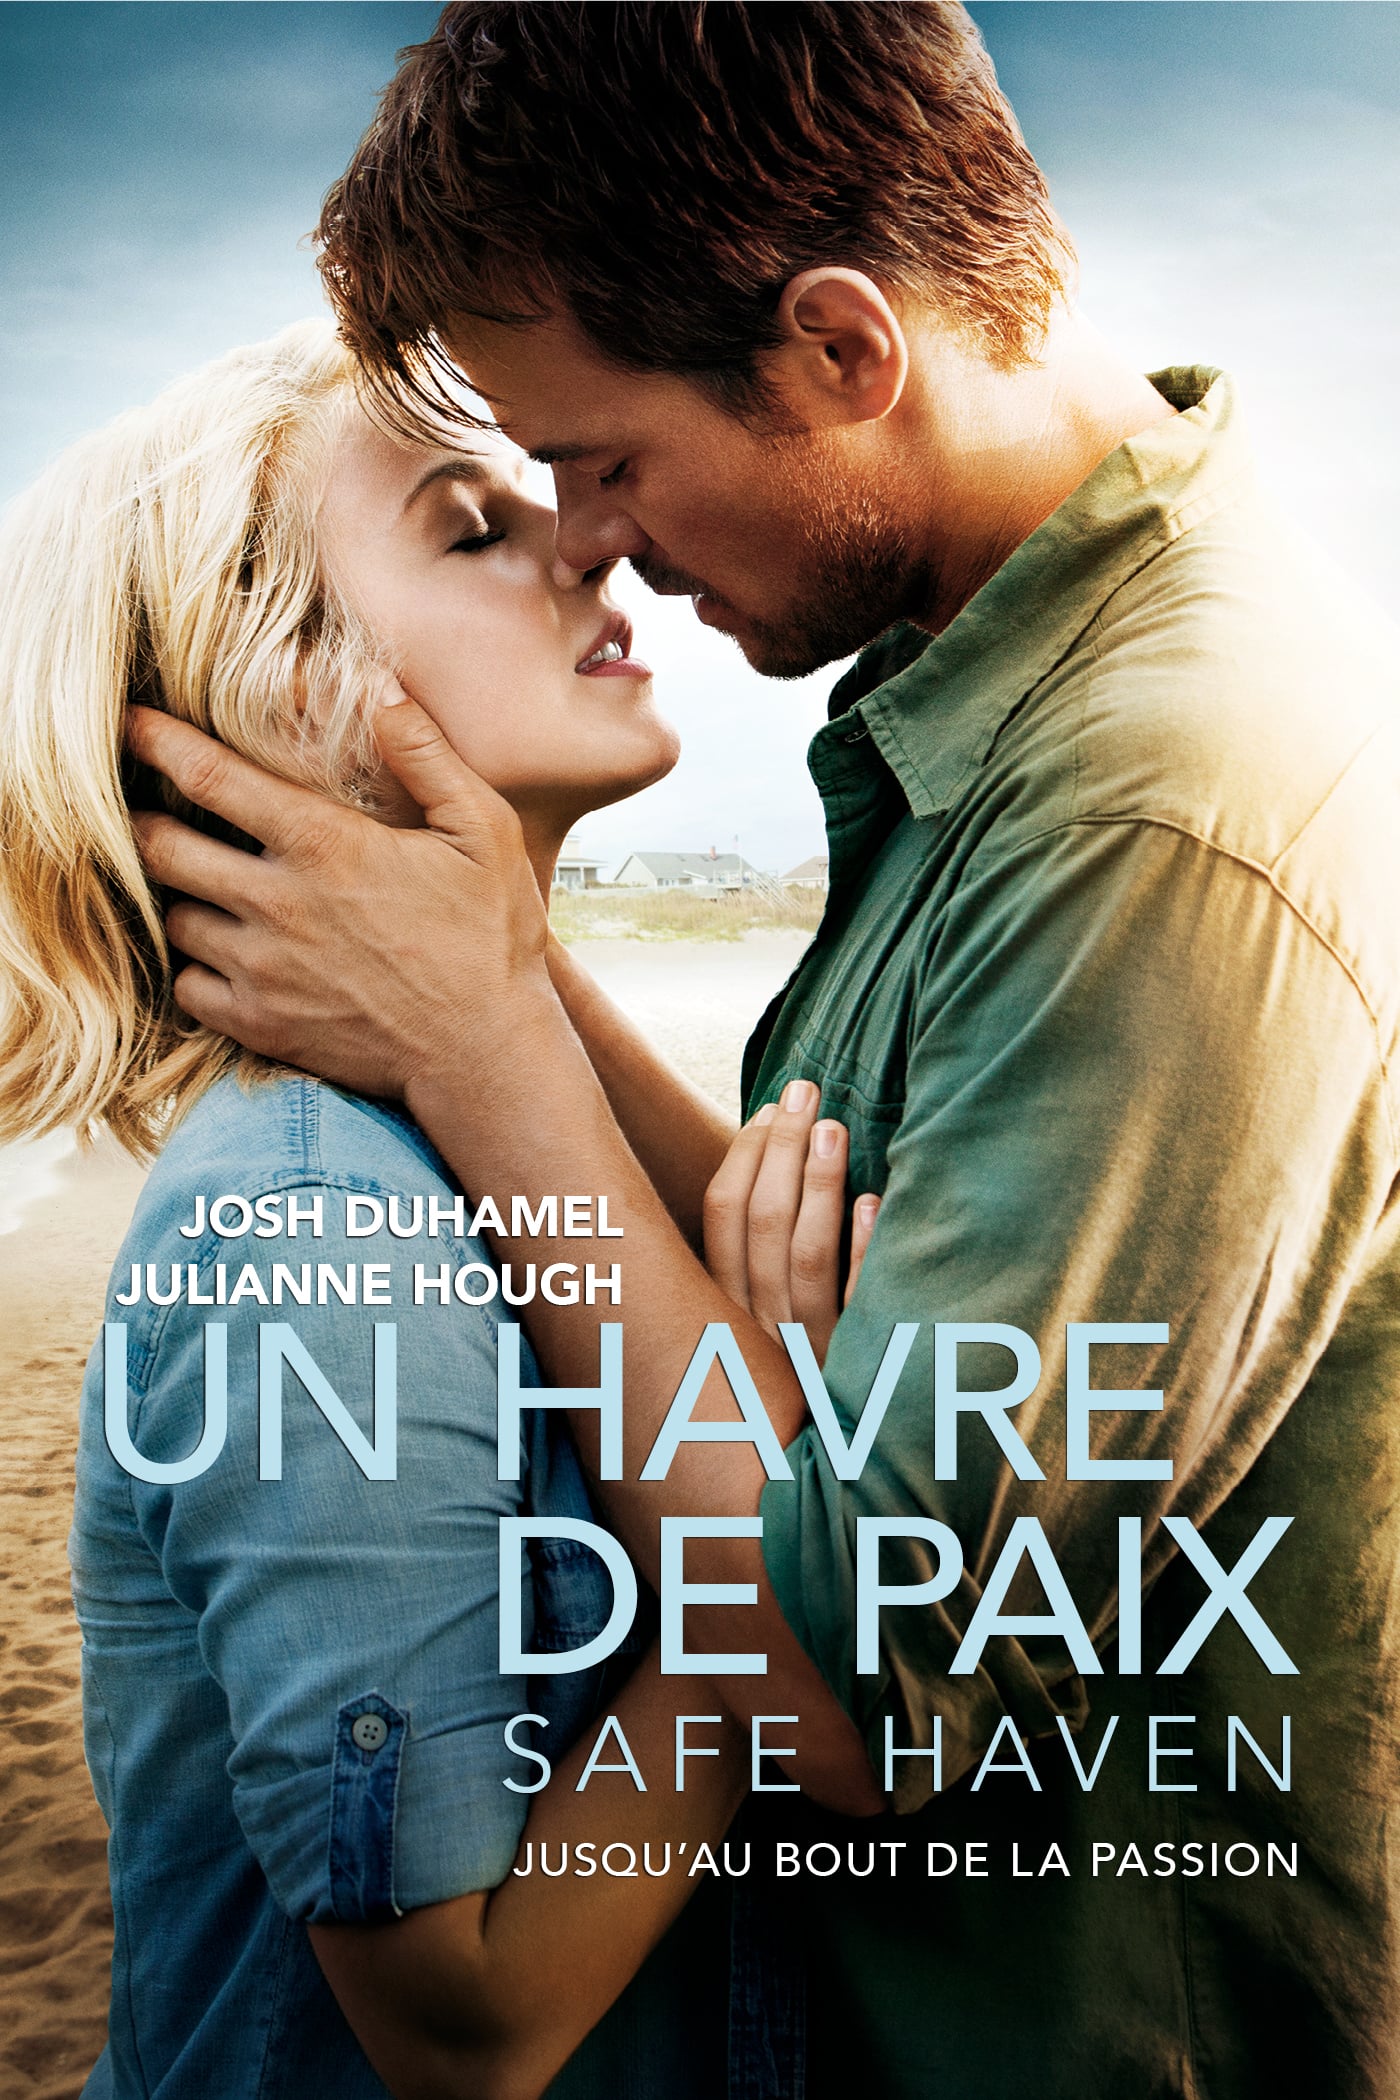 JOSH DUHAMEL
JULIANNE HOUGH
UN HAVRE
DE PAIX
SAFE HAVEN
JUSQU'AU BOUT DE LA PASSION